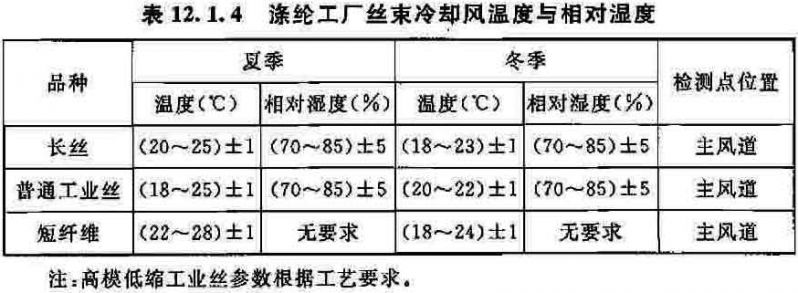 表 12.1.4 涤纶工厂丝束冷却风温度与相对湿度
品种 夏季 冬季 检测点位置
温度(℃) 相对湿度(%) 温度(℃) 相对湿度(%)
长丝 (20～25)±1 (70～85)±5 (18～23)±1 (70～85)±5 主风道
普通工业丝 (18～25)±1 (70～85)±5 (20～22)±1 (70～85)±5 主风道
短纤维 (22～28)±1 无要求 (18～24)±1 无要求 主风道
注:高模低缩工业丝参数根据工艺要求。